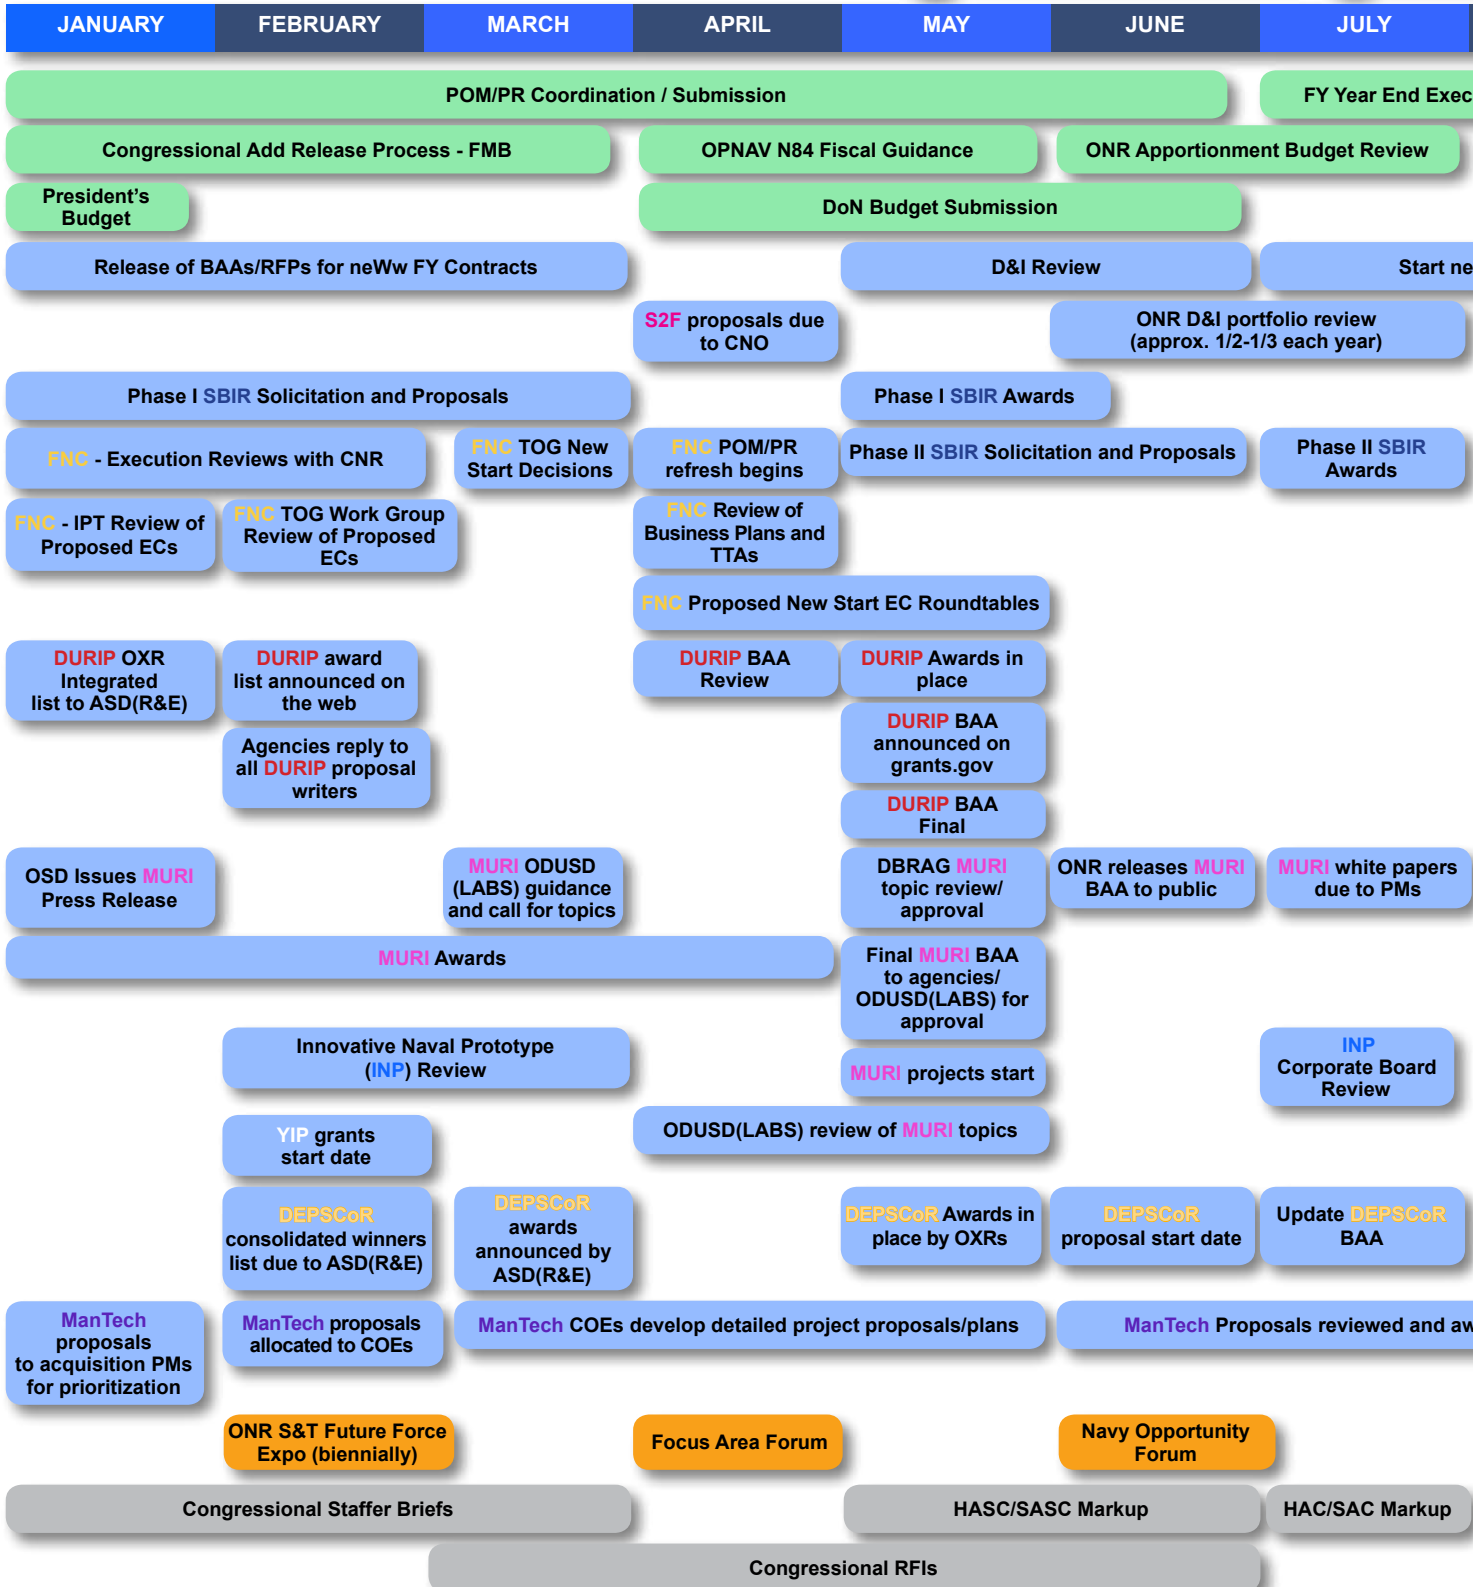 JANUARY FEBRUARY MARCH APRIL MAY JUNE JULY
POM/PR Coordination / Submission
FY Year End Exec
Congressional Add Release Process - FMB
OPNAV N84 Fiscal Guidance
ONR Apportionment Budget Review
President's
Budget
DoN Budget Submission
Release of BAAs/RFPs for neWw FY Contracts
D&I Review
Start ne
S2F proposals due
to CNO
ONR D&I portfolio review
(approx. 1/2-1/3 each year)
Phase I SBIR Solicitation and Proposals
Phase I SBIR Awards
FNC - Execution Reviews with CNR
FNC TOG New
Start Decisions
FNC POM/PR
refresh begins
Phase II SBIR Solicitation and Proposals
Phase II SBIR
Awards
FNC - IPT Review of
Proposed ECs
FNC TOG Work Group
Review of Proposed
ECs
FNC Review of
Business Plans and
TTAs
FNC Proposed New Start EC Roundtables
DURIP OXR
Integrated
list to ASD(R&E)
DURIP award
list announced on
the web
DURIP BAA
Review
DURIP Awards in
place
Agencies reply to
all DURIP proposal
writers
DURIP BAA
announced on
grants.gov
DURIP BAA
Final
OSD Issues MURI
Press Release
MURI ODUSD
(LABS) guidance
and call for topics
DBRAG MURI
topic review/
approval
ONR releases MURI
BAA to public
MURI white papers
due to PMs
MURI Awards
Final MURI BAA
to agencies/
ODUSD(LABS) for
approval
Innovative Naval Prototype
(INP) Review
MURI projects start
INP
Corporate Board
Review
YIP grants
start date
ODUSD(LABS) review of MURI topics
DEPSCoR
consolidated winners
list due to ASD(R&E)
DEPSCoR
awards
announced by
ASD(R&E)
DEPSCoR Awards in
place by OXRs
DEPSCoR
proposal start date
Update DEPSCoR
BAA
ManTech
proposals
to acquisition PMs
for prioritization
ManTech proposals
allocated to COEs
ManTech COEs develop detailed project proposals/plans
ManTech Proposals reviewed and aw
ONR S&T Future Force
Expo (biennially)
Focus Area Forum
Navy Opportunity
Forum
Congressional Staffer Briefs
HASC/SASC Markup
HAC/SAC Markup
Congressional RFIs